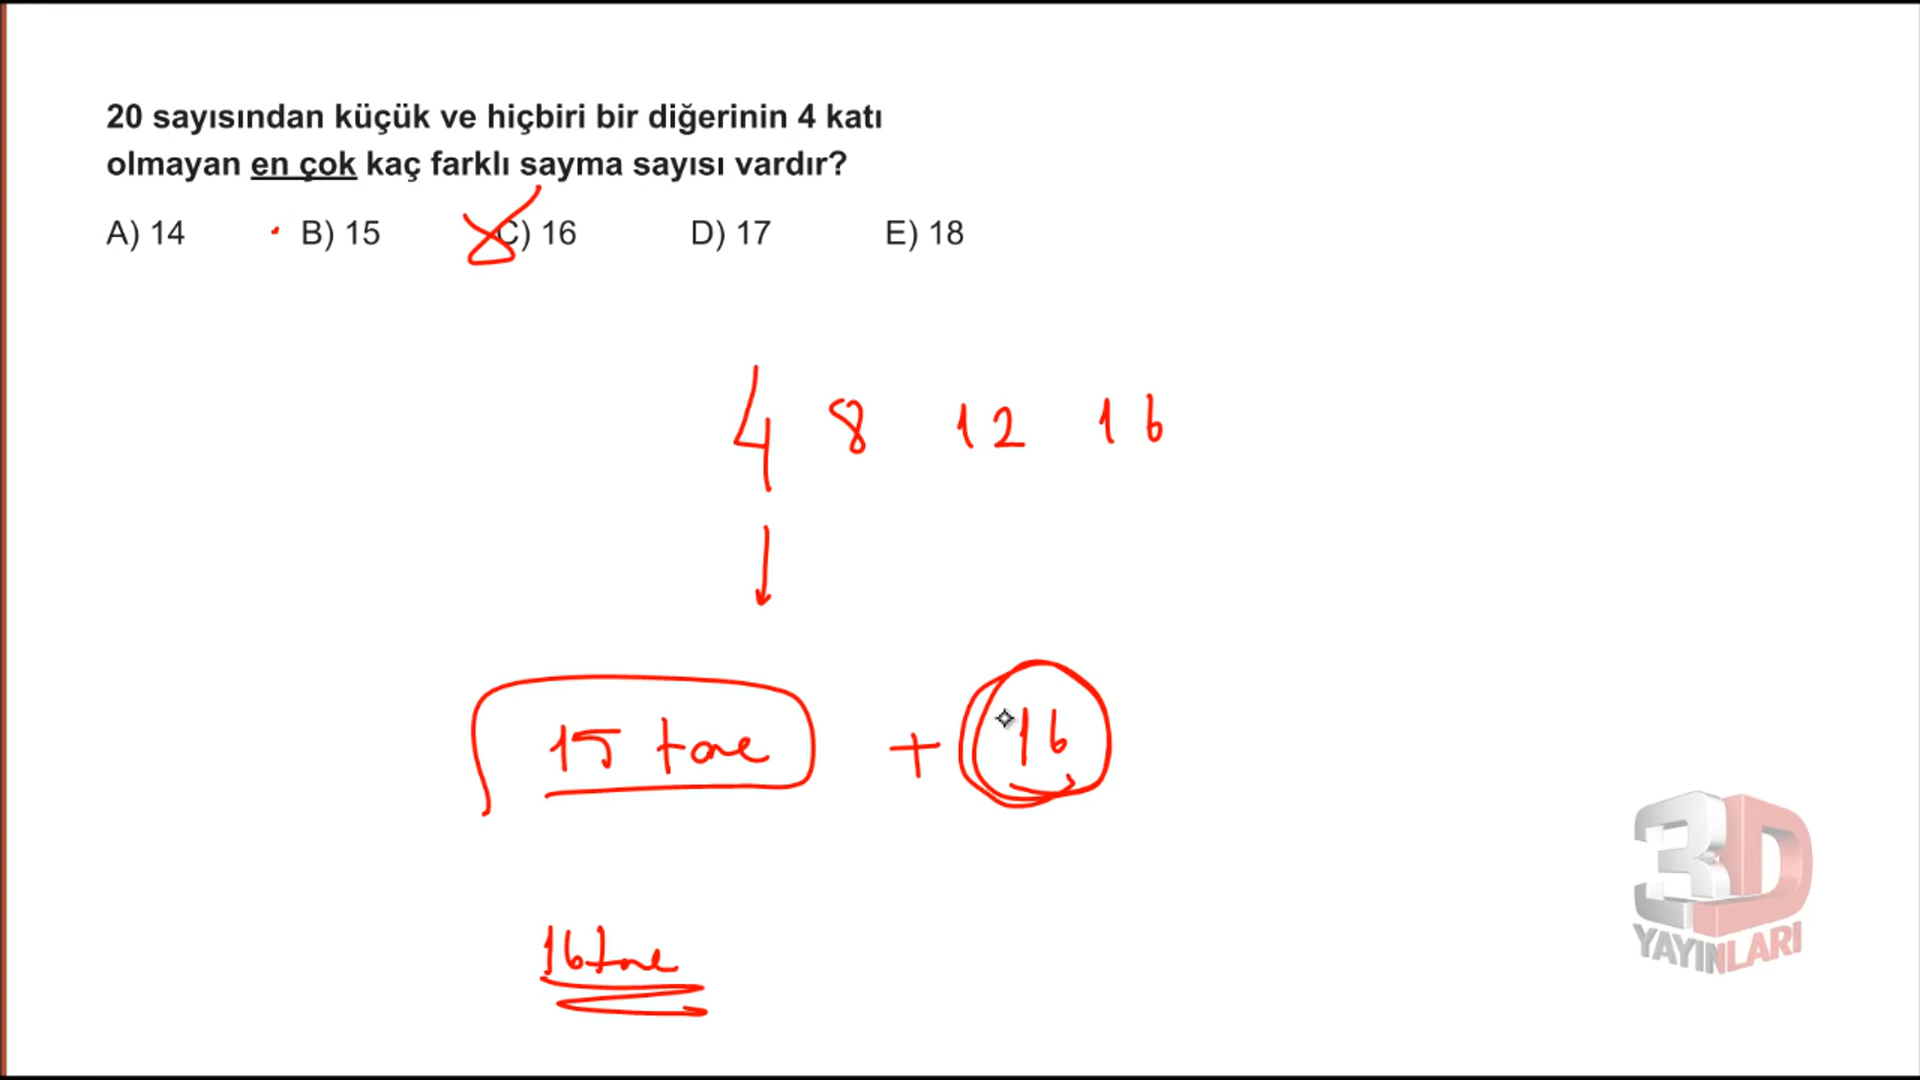 20 sayısından küçük ve hiçbiri bir diğerinin 4 katı
olmayan en çok kaç farklı sayma sayısı vardır?
A) 14 B) 15 C) 16 D) 17 E) 18
4 8 12 16
15 tane + 16
16 tane
3D
YAYINLARI